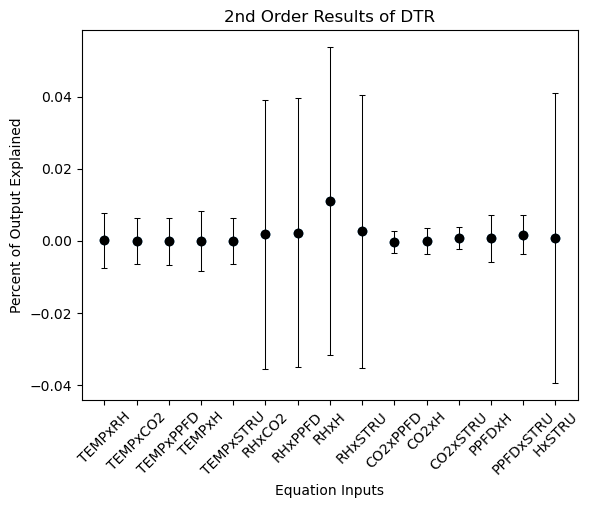 2nd Order Results of DTR
Percent of Output Explained
0.04
0.02
0.00
−0.02
−0.04
TEMPxRH
TEMPxCO2
TEMPxPPFD
TEMPxH
TEMPxSTRU
RHxCO2
RHxPPFD
RHxH
RHxSTRU
CO2xPPFD
CO2xH
CO2xSTRU
PPFDxH
PPFDxSTRU
HxSTRU
Equation Inputs